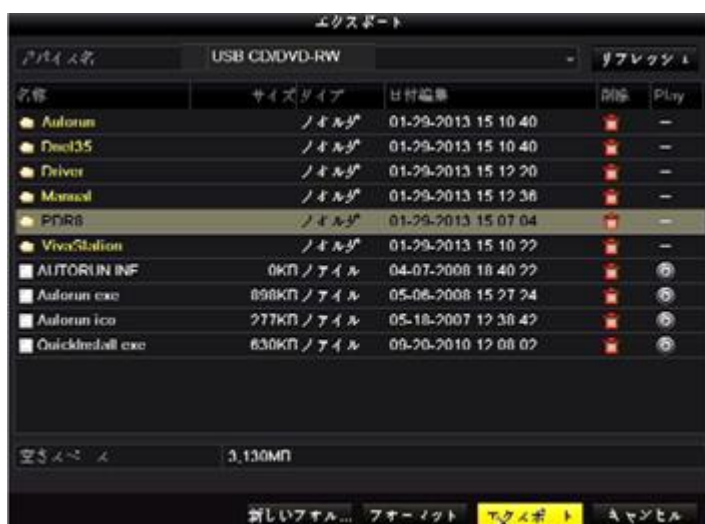 エクスポート
デバイス名 USB CD/DVD-RW リフレッシュ
名称 サイズ タイプ 日付編集 削除 Play
Autorun フォルダ 01-29-2013 15 10 40 —
フォルダ 01-29-2013 15 10 40 —
Driver フォルダ 01-29-2013 15 12 20 —
Manual フォルダ 01-29-2013 15 12 36 —
PDR8 フォルダ 01-29-2013 15 07 04 —
VivaStation フォルダ 01-29-2013 15 10 22 —
AUTORUN INF 0KB ファイル 04-07-2008 18 40 22
Autorun exe 898KB ファイル 05-06-2008 15 27 24
Autorun ico 277KB ファイル 05-18-2007 12 38 42
QuickInstall exe 630KB ファイル 09-20-2010 12 08 02
空きスペース 3,130MB
新しいフォル... フォーマット エクスポート キャンセル